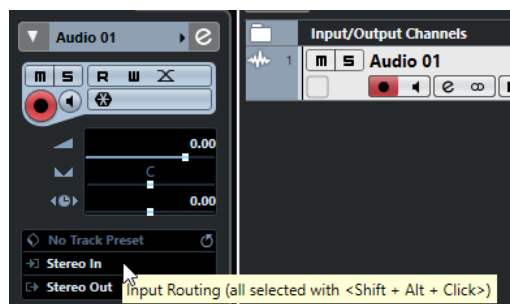 Audio 01
e
m S R W
0.00
C
0.00
No Track Preset
Stereo In
Stereo Out
Input/Output Channels
1 m S Audio 01
e
Input Routing (all selected with <Shift + Alt + Click>)